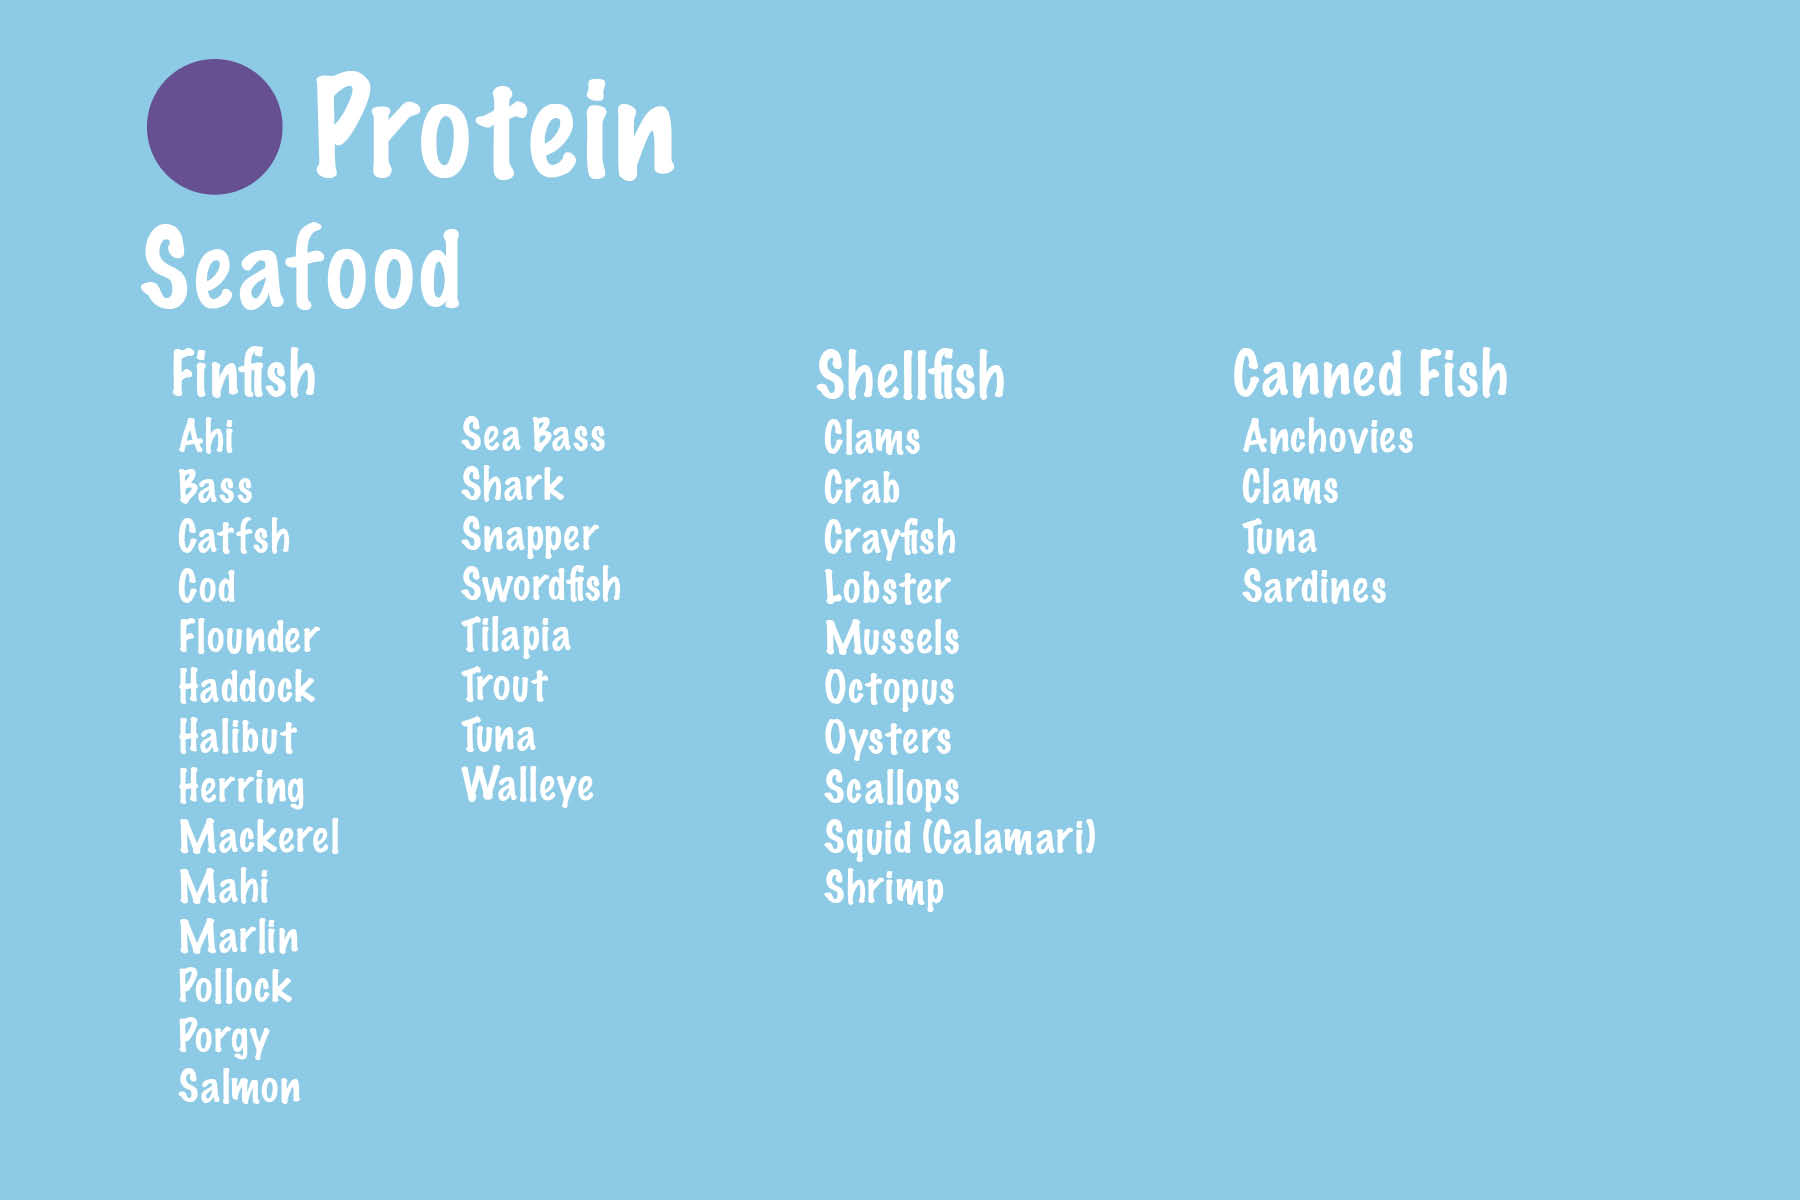 Protein
Seafood
Finfish
Ahi
Bass
Catfsh
Cod
Flounder
Haddock
Halibut
Herring
Mackerel
Mahi
Marlin
Pollock
Porgy
Salmon
Sea Bass
Shark
Snapper
Swordfish
Tilapia
Trout
Tuna
Walleye
Shellfish
Clams
Crab
Crayfish
Lobster
Mussels
Octopus
Oysters
Scallops
Squid (Calamari)
Shrimp
Canned Fish
Anchovies
Clams
Tuna
Sardines